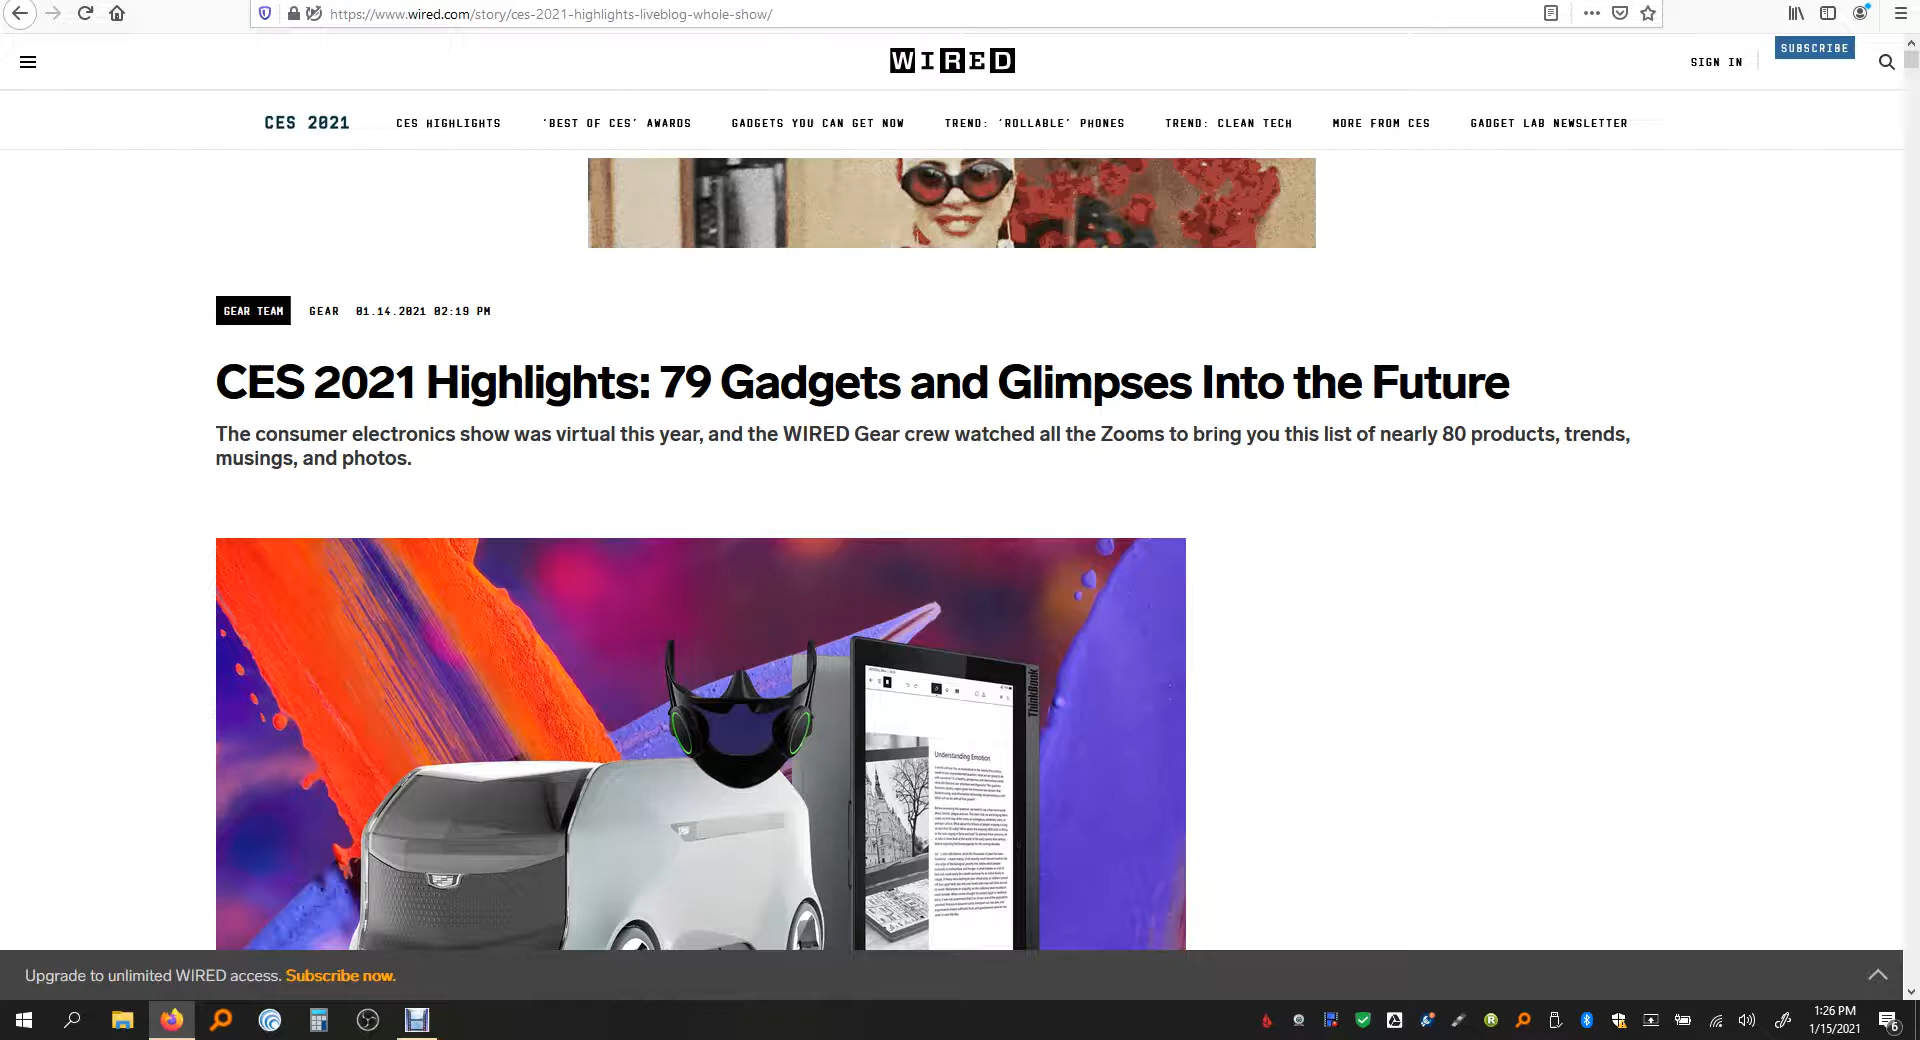 https://www.wired.com/story/ces-2021-highlights-liveblog-whole-show/
WIRED
SIGN IN
SUBSCRIBE
CES 2021 CES HIGHLIGHTS 'BEST OF CES' AWARDS GADGETS YOU CAN GET NOW TREND: 'ROLLABLE' PHONES TREND: CLEAN TECH MORE FROM CES GADGET LAB NEWSLETTER
GEAR TEAM GEAR 01.14.2021 02:19 PM
CES 2021 Highlights: 79 Gadgets and Glimpses Into the Future
The consumer electronics show was virtual this year, and the WIRED Gear crew watched all the Zooms to bring you this list of nearly 80 products, trends,
musings, and photos.
ThinkBook
Understanding Emotion
Upgrade to unlimited WIRED access. Subscribe now.
1:26 PM
1/15/2021
6